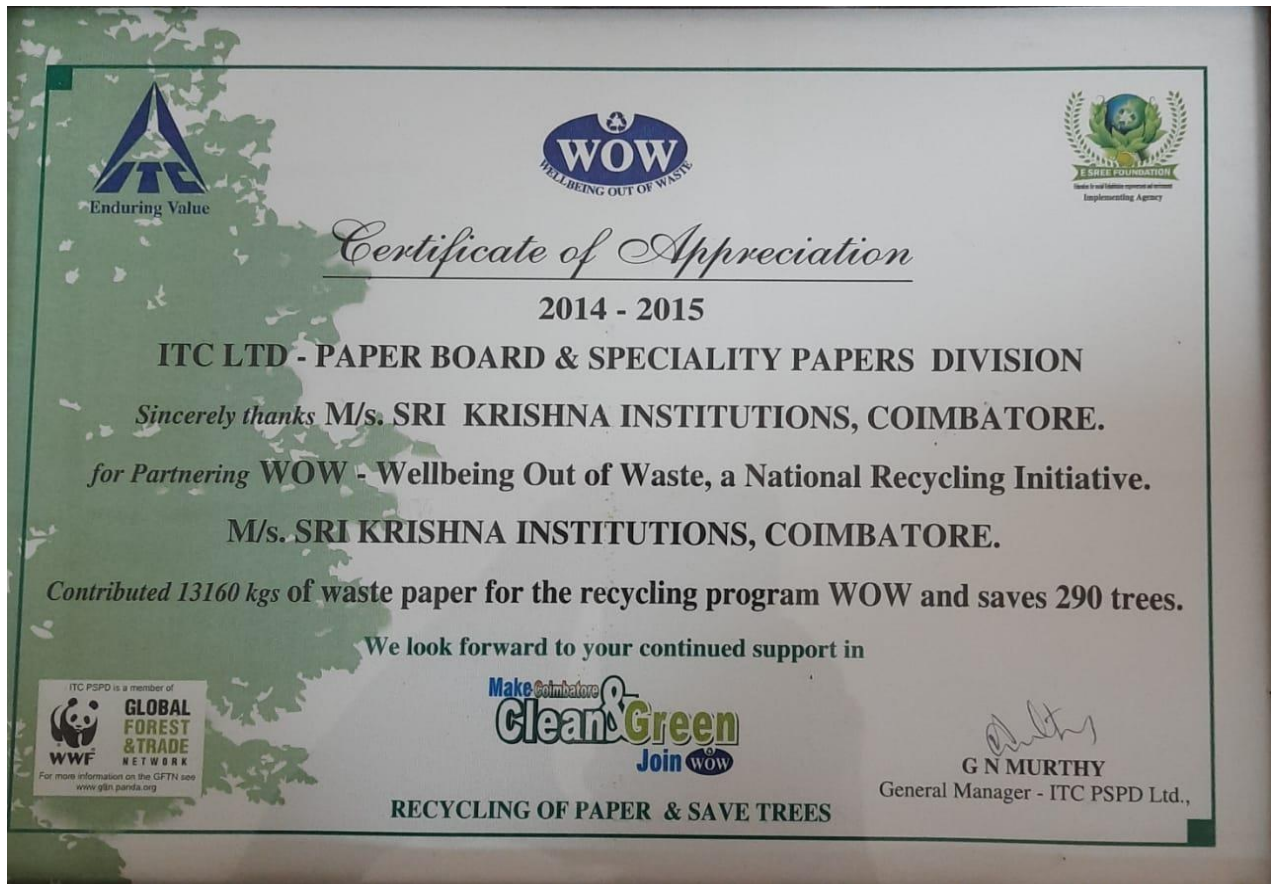 ITC
Enduring Value
WOW
WELLBEING OUT OF WASTE
E SREE FOUNDATION
Implementing Agency
Certificate of Appreciation
2014 - 2015
ITC LTD - PAPER BOARD & SPECIALITY PAPERS DIVISION
Sincerely thanks M/s. SRI KRISHNA INSTITUTIONS, COIMBATORE.
for Partnering WOW - Wellbeing Out of Waste, a National Recycling Initiative.
M/s. SRI KRISHNA INSTITUTIONS, COIMBATORE.
Contributed 13160 kgs of waste paper for the recycling program WOW and saves 290 trees.
We look forward to your continued support in
Make Coimbatore
Clean & Green
Join WOW
ITC PSPD is a member of
GLOBAL
FOREST
& TRADE
NETWORK
WWF
For more information on the GFTN see
www.gftn.panda.org
G N MURTHY
General Manager - ITC PSPD Ltd.,
RECYCLING OF PAPER & SAVE TREES